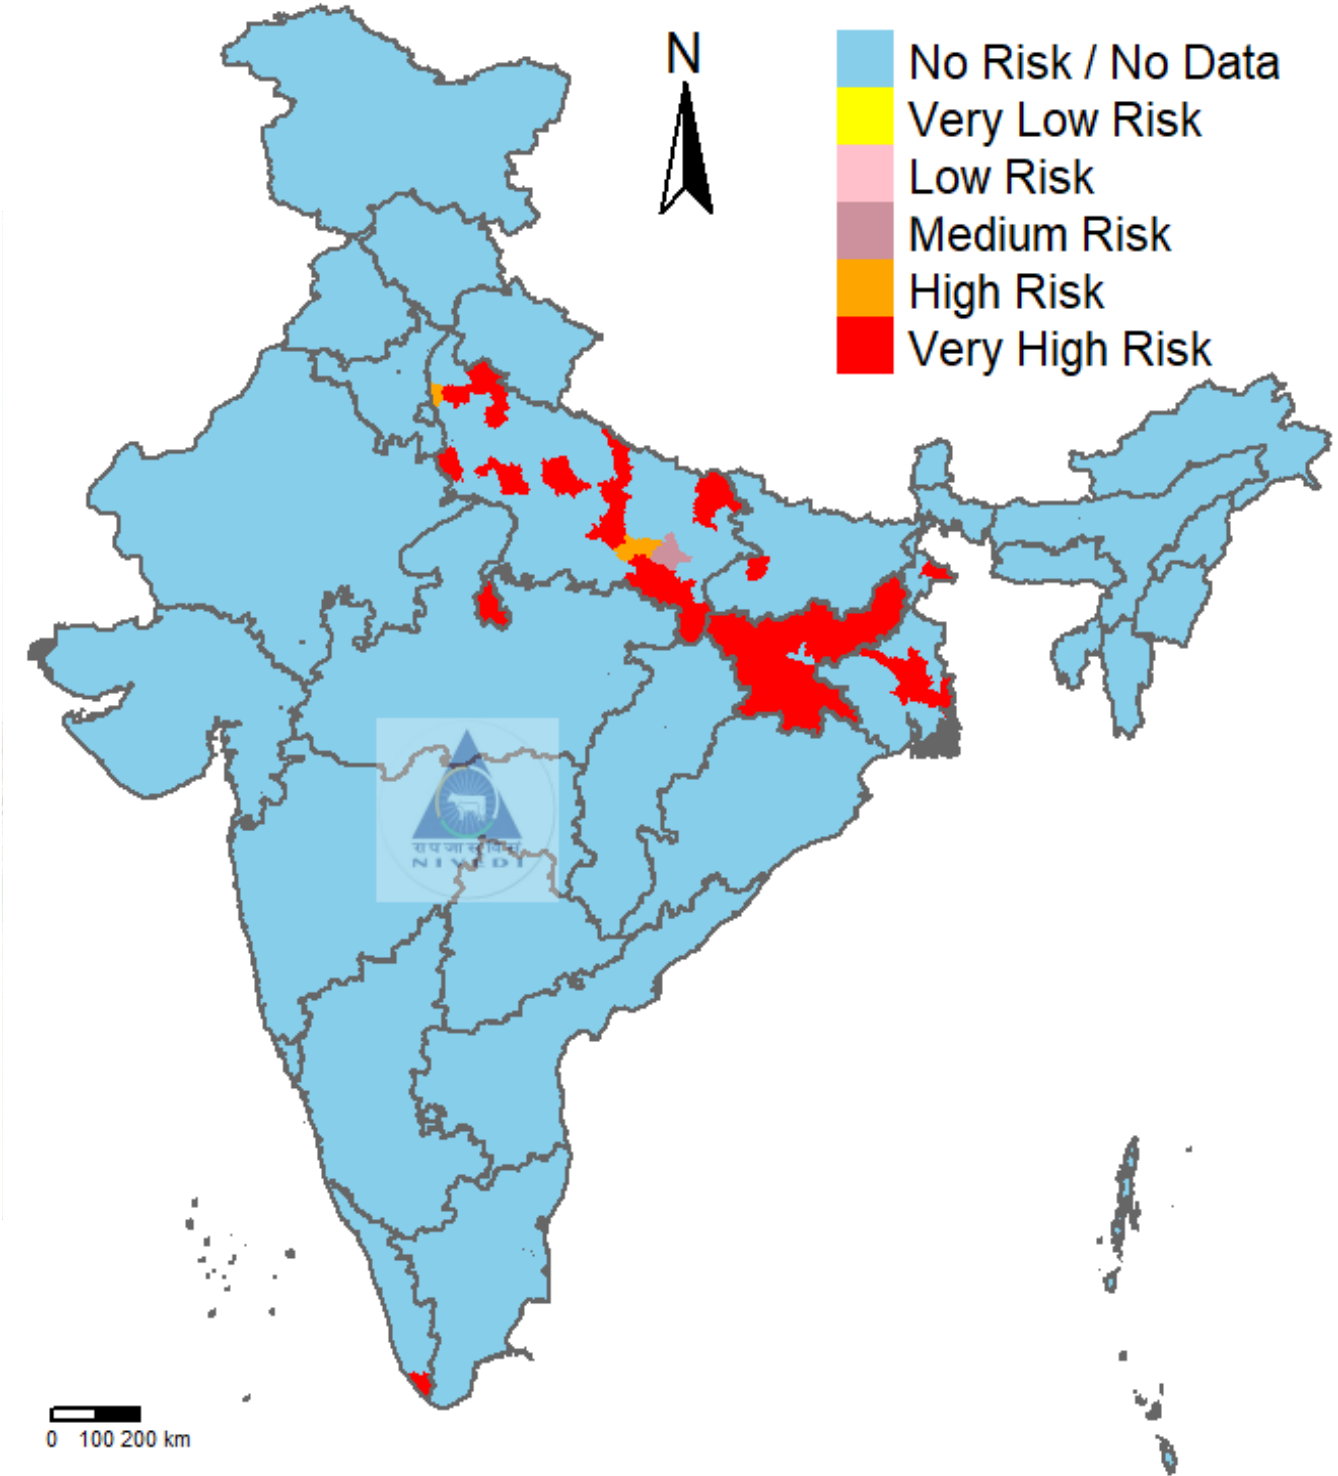 N
No Risk / No Data
Very Low Risk
Low Risk
Medium Risk
High Risk
Very High Risk
NIVEDI
0 100 200 km